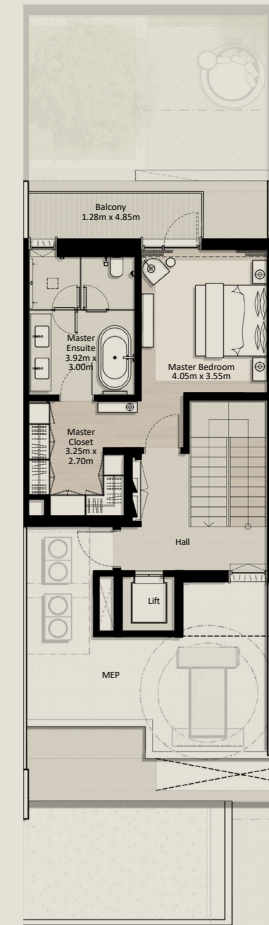 Balcony
1.28m x 4.85m
Master
Ensuite
3.92m x
3.00m
Master Bedroom
4.05m x 3.55m
Master
Closet
3.25m x
2.70m
Hall
Lift
MEP